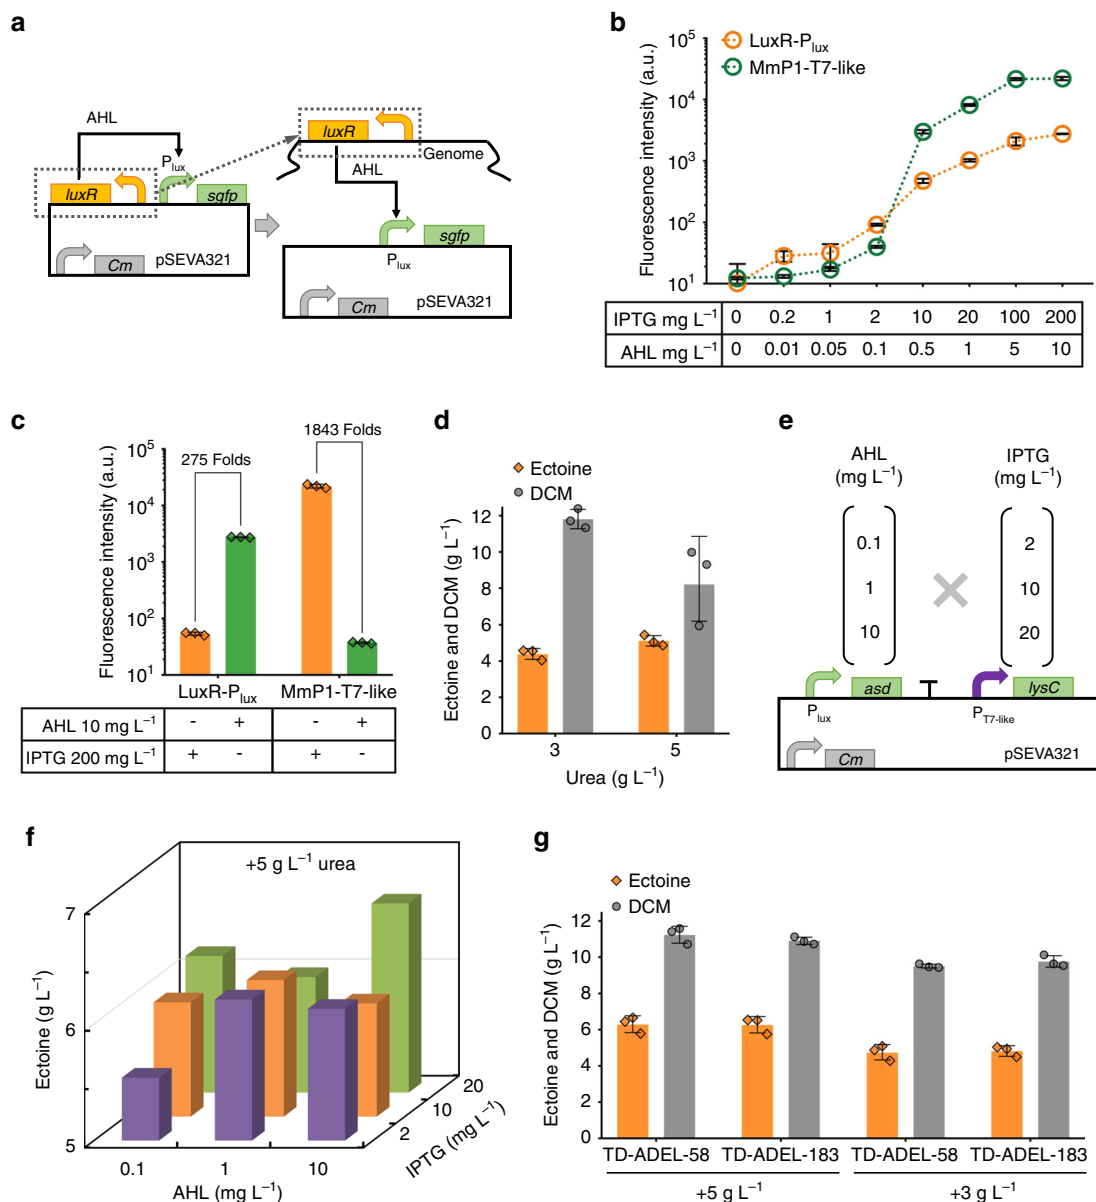 a
AHL
P_lux
luxR
sgfp
Cm
pSEVA321
luxR
Genome
AHL
P_lux
sgfp
Cm
pSEVA321
b
LuxR-P_lux
MmP1-T7-like
Fluorescence intensity (a.u.)
10^5
10^4
10^3
10^2
10^1
IPTG mg L⁻¹ 0 0.2 1 2 10 20 100 200
AHL mg L⁻¹ 0 0.01 0.05 0.1 0.5 1 5 10
c
1843 Folds
275 Folds
Fluorescence intensity (a.u.)
10^5
10^4
10^3
10^2
10^1
LuxR-P_lux MmP1-T7-like
AHL 10 mg L⁻¹ - + - +
IPTG 200 mg L⁻¹ + - + -
d
Ectoine
DCM
Ectoine and DCM (g L⁻¹)
12
10
8
6
4
2
0
3 5
Urea (g L⁻¹)
e
AHL IPTG
(mg L⁻¹) (mg L⁻¹)
0.1 2
1 10
10 20
asd lysC
P_lux P_T7-like
Cm
pSEVA321
f
+5 g L⁻¹ urea
Ectoine (g L⁻¹)
7
6
5
0.1 1 10
AHL (mg L⁻¹)
2 10 20
IPTG (mg L⁻¹)
g
Ectoine
DCM
Ectoine and DCM (g L⁻¹)
12
10
8
6
4
2
0
TD-ADEL-58 TD-ADEL-183 TD-ADEL-58 TD-ADEL-183
+5 g L⁻¹ +3 g L⁻¹